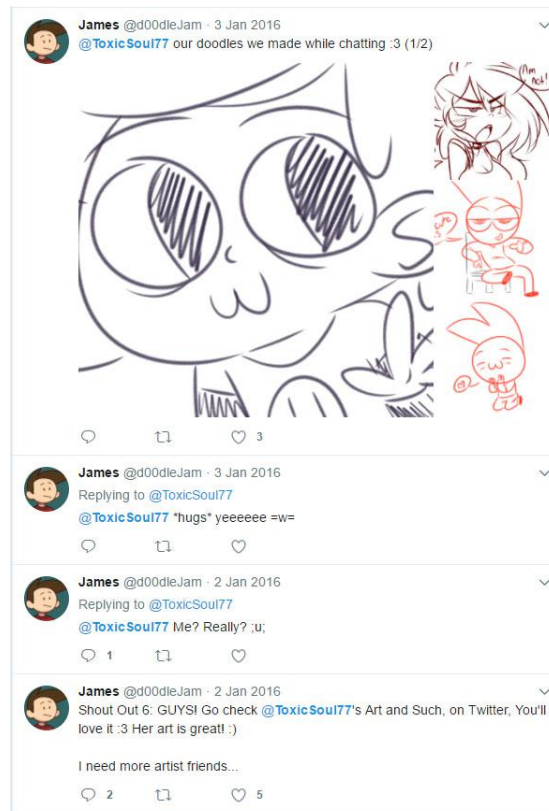 James @d00dleJam · 3 Jan 2016
@ToxicSoul77 our doodles we made while chatting :3 (1/2)
I'm
not!
3
James @d00dleJam · 3 Jan 2016
Replying to @ToxicSoul77
@ToxicSoul77 *hugs* yeeeeee =w=
James @d00dleJam · 2 Jan 2016
Replying to @ToxicSoul77
@ToxicSoul77 Me? Really? ;u;
1
James @d00dleJam · 2 Jan 2016
Shout Out 6: GUYS! Go check @ToxicSoul77's Art and Such, on Twitter, You'll
love it :3 Her art is great! :)
I need more artist friends...
2 5